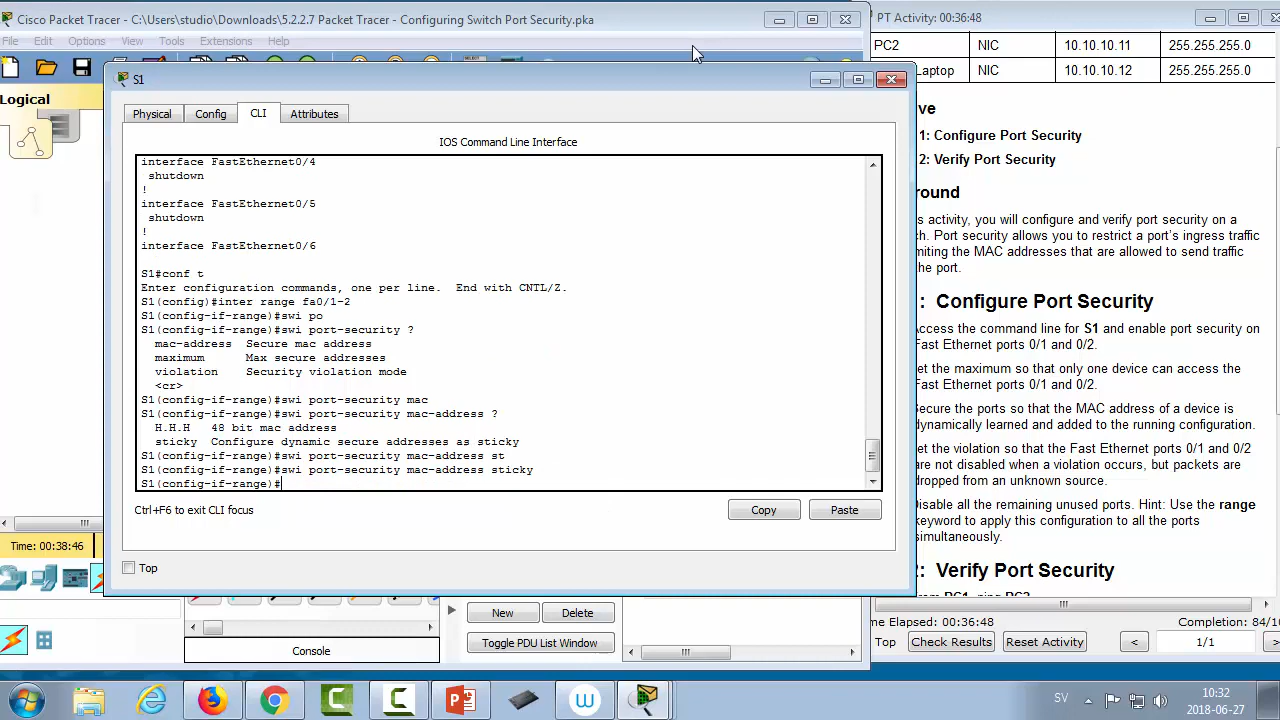 Cisco Packet Tracer - C:\Users\studio\Downloads\5.2.2.7 Packet Tracer - Configuring Switch Port Security.pka
File Edit Options View Tools Extensions Help
Logical
S1
Physical Config CLI Attributes
IOS Command Line Interface
interface FastEthernet0/4
shutdown
!
interface FastEthernet0/5
shutdown
!
interface FastEthernet0/6
S1#conf t
Enter configuration commands, one per line.  End with CNTL/Z.
S1(config)#inter range fa0/1-2
S1(config-if-range)#swi po
S1(config-if-range)#swi port-security ?
mac-address  Secure mac address
maximum      Max secure addresses
violation    Security violation mode
<cr>
S1(config-if-range)#swi port-security mac
S1(config-if-range)#swi port-security mac-address ?
H.H.H   48 bit mac address
sticky  Configure dynamic secure addresses as sticky
S1(config-if-range)#swi port-security mac-address st
S1(config-if-range)#swi port-security mac-address sticky
S1(config-if-range)#
Ctrl+F6 to exit CLI focus
Copy Paste
Top
Time: 00:38:46
New Delete
Toggle PDU List Window
Console
PT Activity: 00:36:48
PC2 NIC 10.10.10.11 255.255.255.0
Laptop NIC 10.10.10.12 255.255.255.0
ve
1: Configure Port Security
2: Verify Port Security
round
s activity, you will configure and verify port security on a
ch. Port security allows you to restrict a port's ingress traffic
miting the MAC addresses that are allowed to send traffic
the port.
: Configure Port Security
Access the command line for S1 and enable port security on
Fast Ethernet ports 0/1 and 0/2.
et the maximum so that only one device can access the
Fast Ethernet ports 0/1 and 0/2.
Secure the ports so that the MAC address of a device is
dynamically learned and added to the running configuration.
et the violation so that the Fast Ethernet ports 0/1 and 0/2
are not disabled when a violation occurs, but packets are
dropped from an unknown source.
Disable all the remaining unused ports. Hint: Use the range
keyword to apply this configuration to all the ports
simultaneously.
2: Verify Port Security
me Elapsed: 00:36:48 Completion: 84/10
Top Check Results Reset Activity < 1/1 >
SV
10:32
2018-06-27